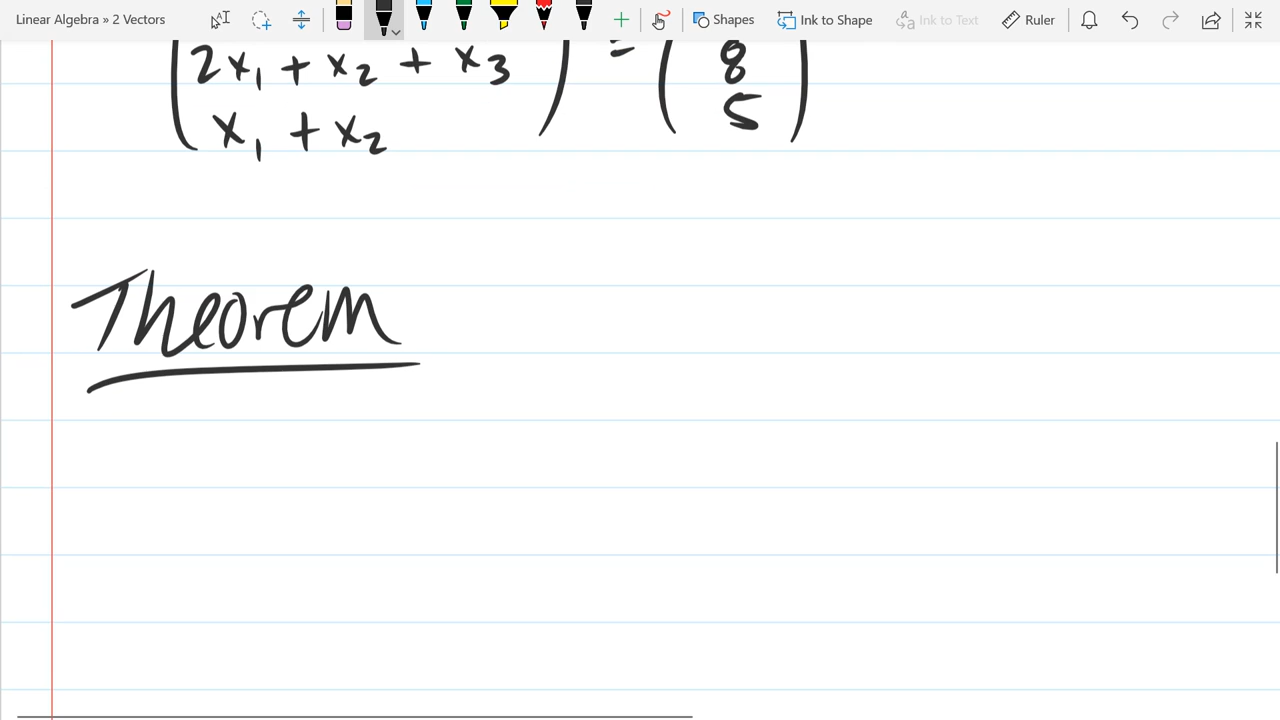 Linear Algebra » 2 Vectors
Shapes
Ink to Shape
Ink to Text
Ruler
2x₁ + x₂ + x₃
x₁ + x₂
=
8
5
Theorem